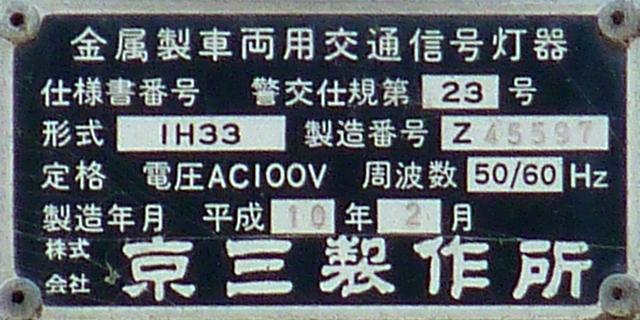 金属製車両用交通信号灯器
仕様書番号 警交仕規第 23 号
形式 1H33 製造番号 Z 45597
定格 電圧AC100V 周波数 50/60 Hz
製造年月 平成 10 年 2 月
株式会社 京三製作所